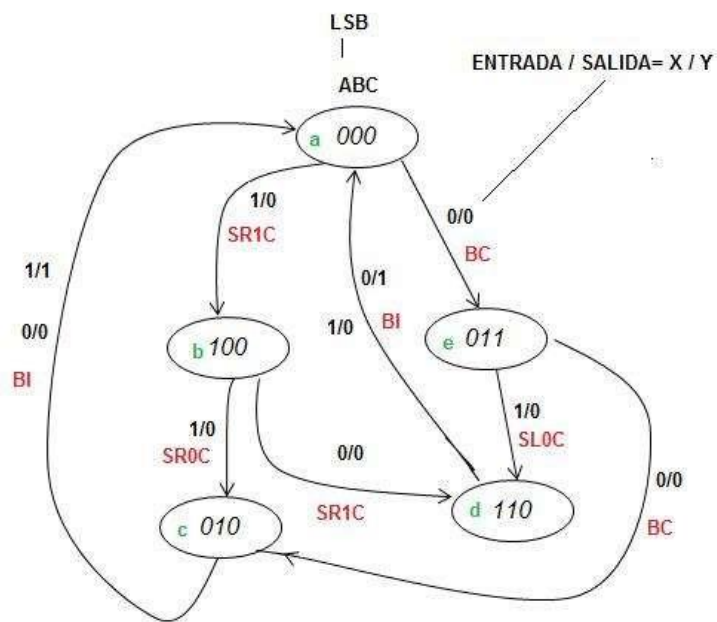 LSB
ABC
ENTRADA / SALIDA= X / Y
a 000
1/0
SR1C
0/0
BC
1/1
0/0
BI
0/1
1/0
BI
b 100
e 011
1/0
SR0C
0/0
SR1C
1/0
SL0C
0/0
BC
c 010
d 110